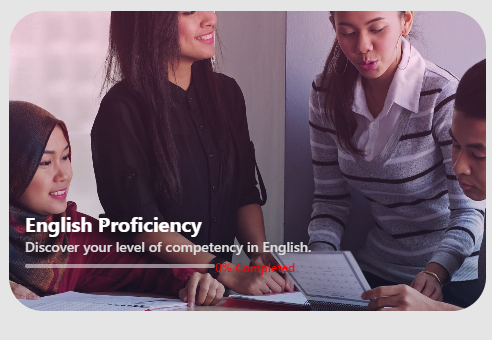 English Proficiency
Discover your level of competency in English.
0% Completed